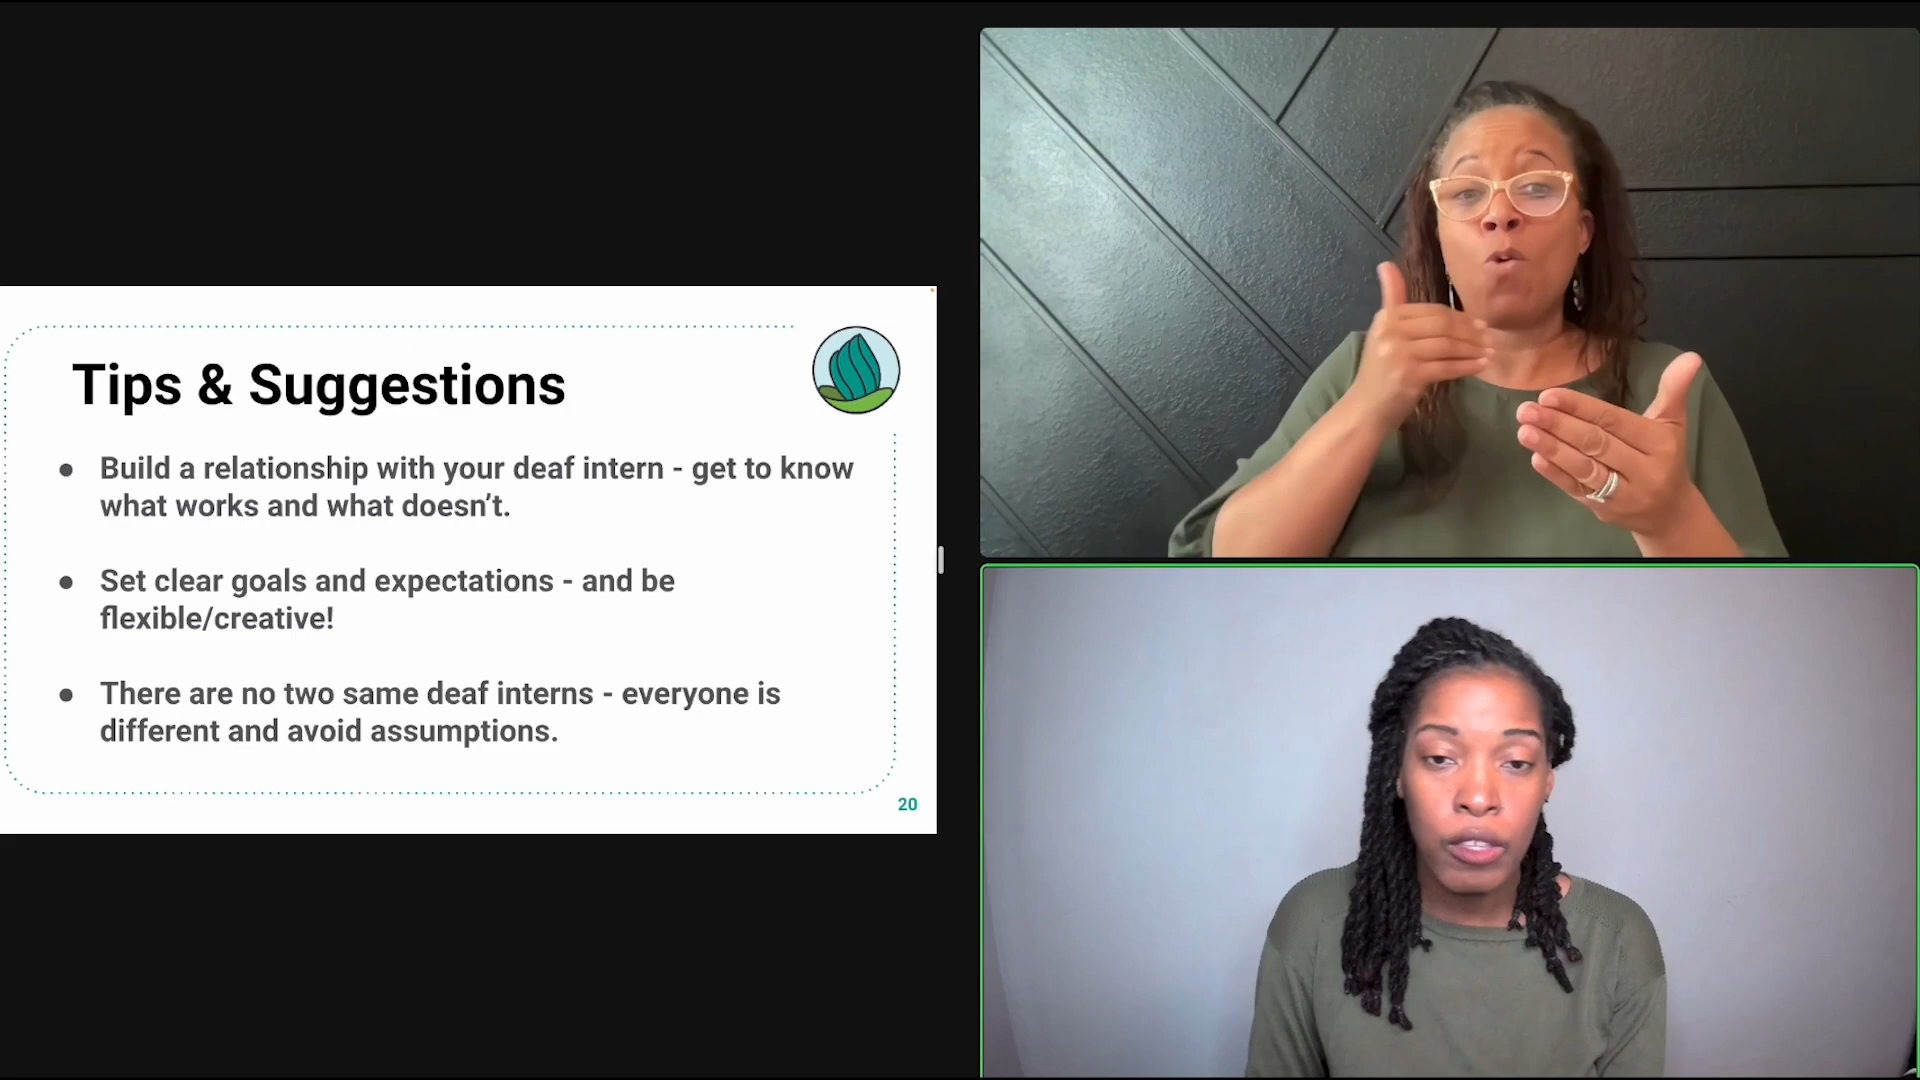 Tips & Suggestions
● Build a relationship with your deaf intern - get to know
what works and what doesn’t.
● Set clear goals and expectations - and be
flexible/creative!
● There are no two same deaf interns - everyone is
different and avoid assumptions.
20